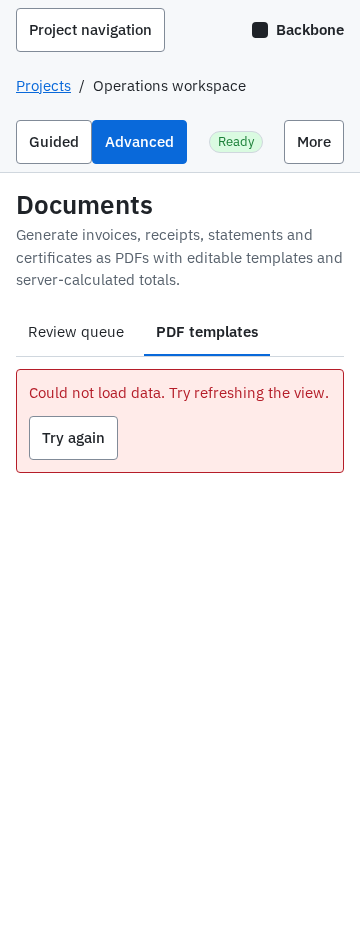 Project navigation
Backbone
Projects / Operations workspace
Guided
Advanced
Ready
More
Documents
Generate invoices, receipts, statements and
certificates as PDFs with editable templates and
server-calculated totals.
Review queue
PDF templates
Could not load data. Try refreshing the view.
Try again